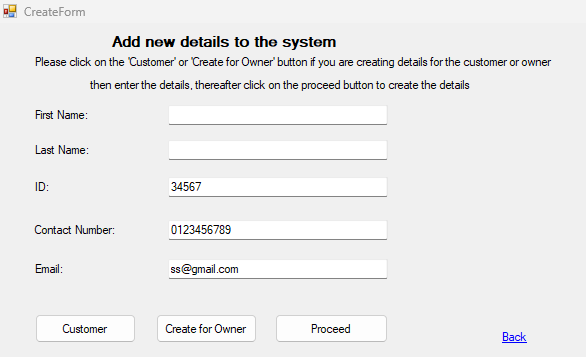 CreateForm
Add new details to the system
Please click on the 'Customer' or 'Create for Owner' button if you are creating details for the customer or owner
then enter the details, thereafter click on the proceed button to create the details
First Name:
Last Name:
ID: 34567
Contact Number: 0123456789
Email: ss@gmail.com
Customer Create for Owner Proceed
Back